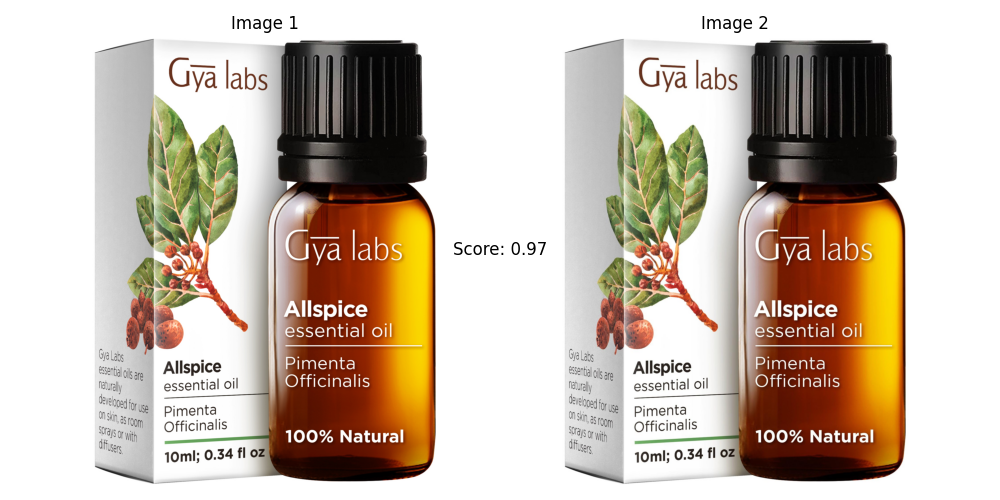 Image 1
Gya labs
Gya labs
Allspice
essential oil
Pimenta
Officinalis
100% Natural
Gya Labs
essential oils are
naturally
developed for use
on skin, as room
sprays or with
diffusers.
Allspice
essential oil
Pimenta
Officinalis
10ml; 0.34 fl oz
Score: 0.97
Image 2
Gya labs
Gya labs
Allspice
essential oil
Pimenta
Officinalis
100% Natural
Gya Labs
essential oils are
naturally
developed for use
on skin, as room
sprays or with
diffusers.
Allspice
essential oil
Pimenta
Officinalis
10ml; 0.34 fl oz